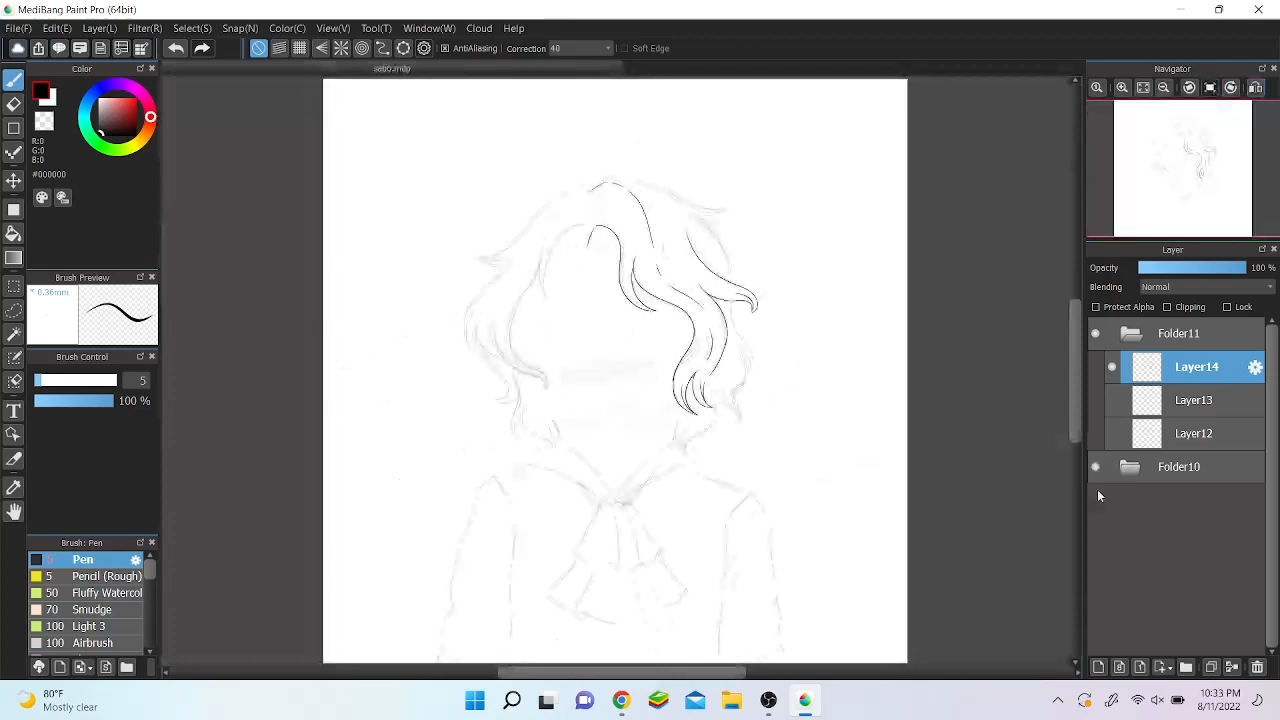 MediBang Paint Pro (64bit)
File(F) Edit(E) Layer(L) Filter(R) Select(S) Snap(N) Color(C) View(V) Tool(T) Window(W) Cloud Help
AntiAliasing Correction 40 Soft Edge
Color
Navigator
R:0
G:0
B:0
#000000
Brush Preview
0.36mm
Brush Control
5
100 %
Layer
Opacity 100 %
Blending Normal
Protect Alpha Clipping Lock
Folder11
Layer14
Layer13
Layer12
Folder10
T
Brush: Pen
Pen
5 Pencil (Rough)
50 Fluffy Watercol
70 Smudge
100 Light 3
100 Airbrush
80°F
Mostly clear
10:33 PM
8/11/2022